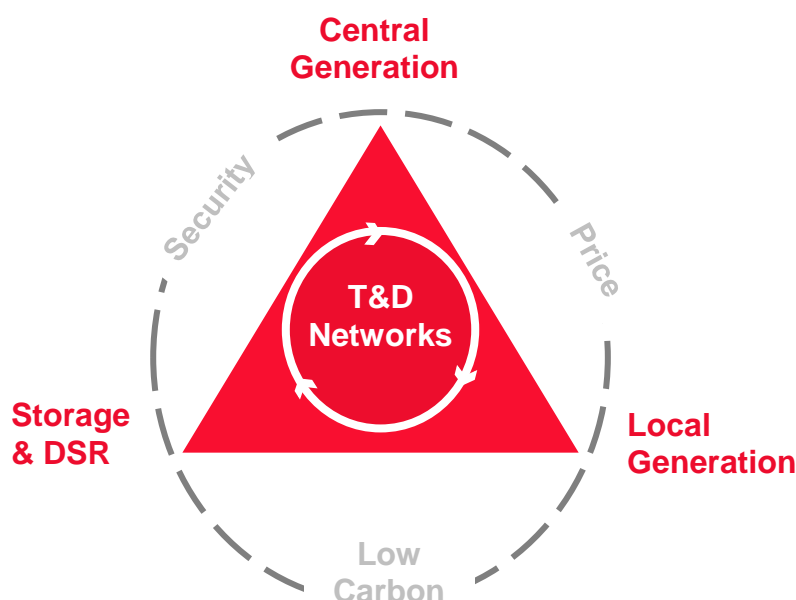 Central
Generation
Security
Price
T&D
Networks
Storage
& DSR
Local
Generation
Low
Carbon